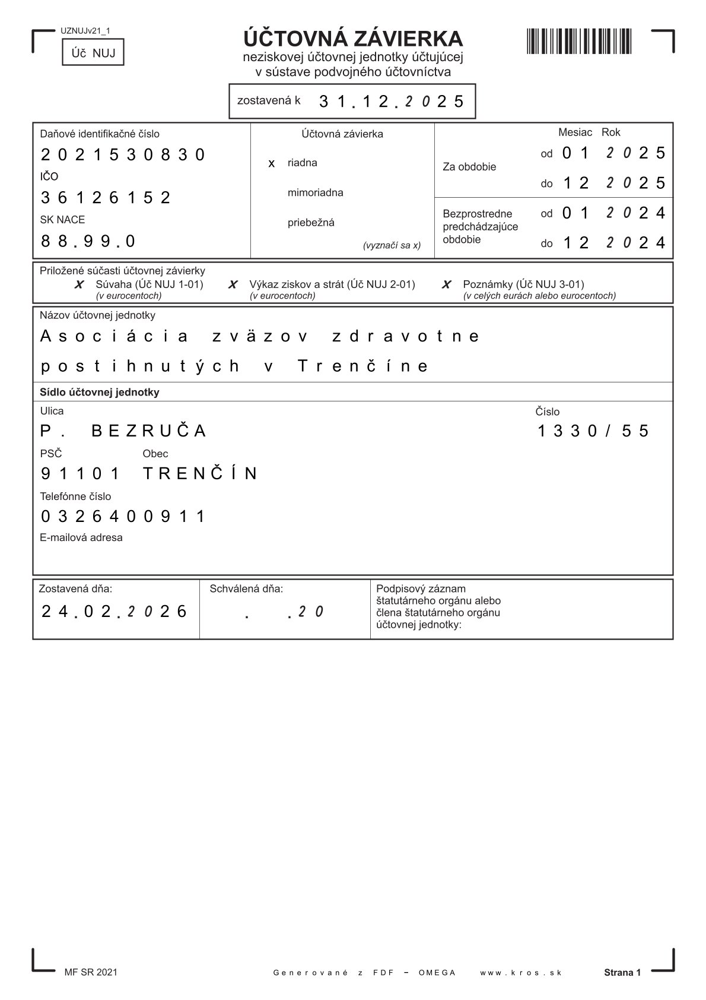 UZNUJv21_1
Úč NUJ
ÚČTOVNÁ ZÁVIERKA
neziskovej účtovnej jednotky účtujúcej
v sústave podvojného účtovníctva
zostavená k 31.12.2025
Daňové identifikačné číslo
2021530830
IČO
36126152
SK NACE
88.99.0
Účtovná závierka
x riadna
mimoriadna
priebežná
(vyznačí sa x)
Mesiac Rok
Za obdobie
od 01 2025
do 12 2025
Bezprostredne
predchádzajúce
obdobie
od 01 2024
do 12 2024
Priložené súčasti účtovnej závierky
X Súvaha (Úč NUJ 1-01) X Výkaz ziskov a strát (Úč NUJ 2-01) X Poznámky (Úč NUJ 3-01)
(v eurocentoch) (v eurocentoch) (v celých eurách alebo eurocentoch)
Názov účtovnej jednotky
Asociácia zväzov zdravotne
postihnutých v Trenčíne
Sídlo účtovnej jednotky
Ulica Číslo
P. BEZRUČA 1330/55
PSČ Obec
91101 TRENČÍN
Telefónne číslo
0326400911
E-mailová adresa
Zostavená dňa:
24.02.2026
Schválená dňa:
. .20
Podpisový záznam
štatutárneho orgánu alebo
člena štatutárneho orgánu
účtovnej jednotky:
MF SR 2021 Generované z FDF - OMEGA www.kros.sk Strana 1